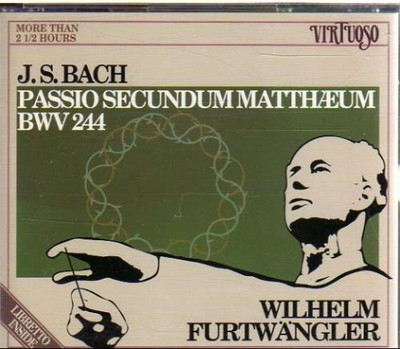 MORE THAN
2 1/2 HOURS
VIRTUOSO
J. S. BACH
PASSIO SECUNDUM MATTHÆUM
BWV 244
WILHELM
FURTWÄNGLER
LIBRETTO
INSIDE